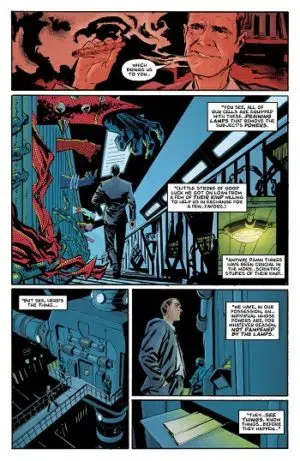 WHICH
BRINGS US
TO YOU...
"YOU SEE, ALL OF
OUR CELLS ARE EQUIPPED
WITH THESE...DRAINING
LAMPS THAT REMOVE THE
SUBJECT'S POWERS.
"(LITTLE STROKE OF GOOD
LUCK WE GOT ON LOAN FROM
A FEW OF THEIR KIND WILLING
TO HELP US IN EXCHANGE FOR
A FEW...FAVORS.)
"ANYWAY, DAMN THINGS
HAVE BEEN CRUCIAL IN
THE MORE...SCIENTIFIC
STUDIES OF THEIR KIND.
"BUT SEE, HERE'S
THE THING...
"WE HAVE, IN OUR
POSSESSION, AN...
INDIVIDUAL WHOSE
POWERS ARE, FOR
WHATEVER REASON,
NOT DAMPENED
BY THE LAMPS.
"THEY...SEE
THINGS. KNOW
THINGS...BEFORE
THEY HAPPEN..."